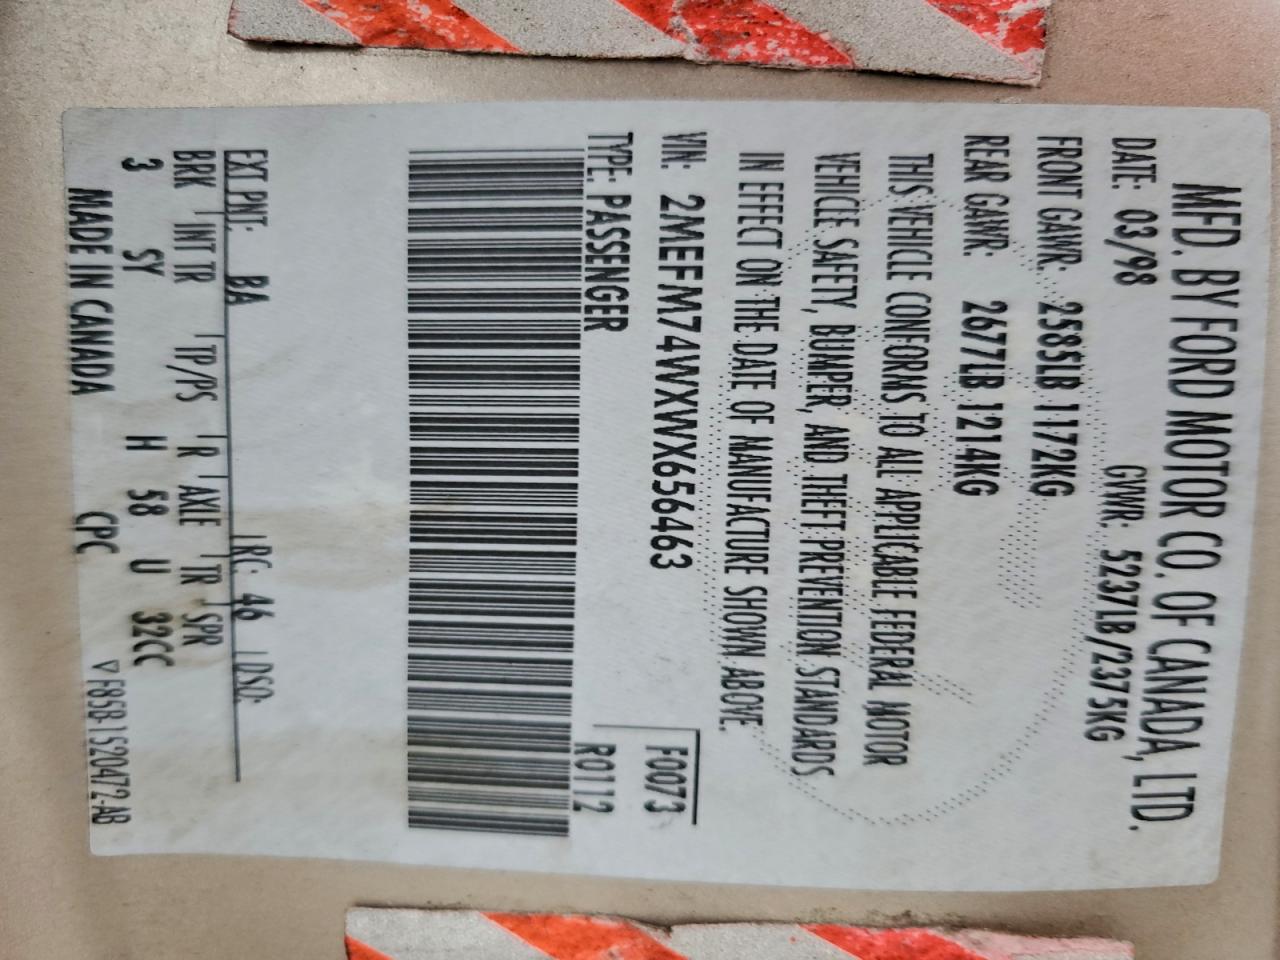 MFD. BY FORD MOTOR CO. OF CANADA, LTD.
DATE: 03/98 GVWR: 5237LB/2375KG
FRONT GAWR: 2585LB 1172KG
REAR GAWR: 2677LB 1214KG
THIS VEHICLE CONFORMS TO ALL APPLICABLE FEDERAL MOTOR
VEHICLE SAFETY, BUMPER, AND THEFT PREVENTION STANDARDS
IN EFFECT ON THE DATE OF MANUFACTURE SHOWN ABOVE.
VIN: 2MEFM74WXWX656463 F0073
TYPE: PASSENGER R0112
EXT PNT: BA RC: 46 DSO:
BRK INT TR TP/PS R AXLE TR SPR
3 SY H 58 U 32CC
MADE IN CANADA CPC ▽F85B-1520472-AB